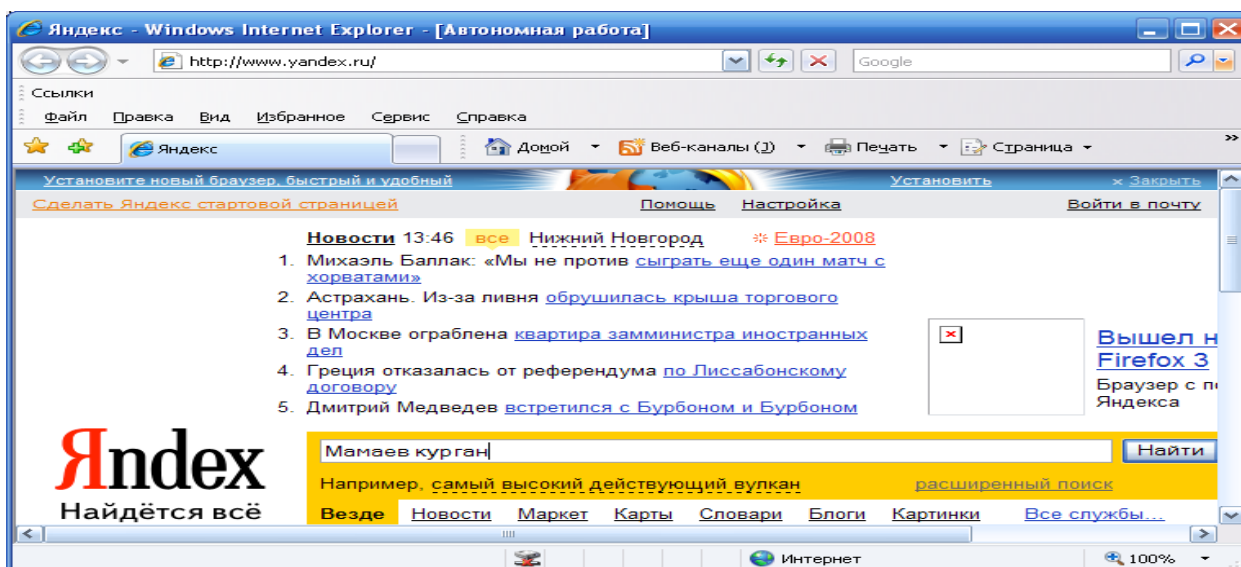 Яндекс - Windows Internet Explorer - [Автономная работа]
http://www.yandex.ru/ Google
Ссылки
Файл Правка Вид Избранное Сервис Справка
Яндекс Домой Веб-каналы (J) Печать Страница »
Установите новый браузер, быстрый и удобный Установить × Закрыть
Сделать Яндекс стартовой страницей Помощь Настройка Войти в почту
Новости 13:46 все Нижний Новгород Евро-2008
1. Михаэль Баллак: «Мы не против сыграть еще один матч с
хорватами»
2. Астрахань. Из-за ливня обрушилась крыша торгового
центра
3. В Москве ограблена квартира замминистра иностранных
дел
4. Греция отказалась от референдума по Лиссабонскому
договору
5. Дмитрий Медведев встретился с Бурбоном и Бурбоном
Вышел н
Firefox 3
Браузер с п
Яндекса
Яndex
Найдётся всё
Мамаев курган Найти
Например, самый высокий действующий вулкан расширенный поиск
Везде Новости Маркет Карты Словари Блоги Картинки Все службы...
Интернет 100%